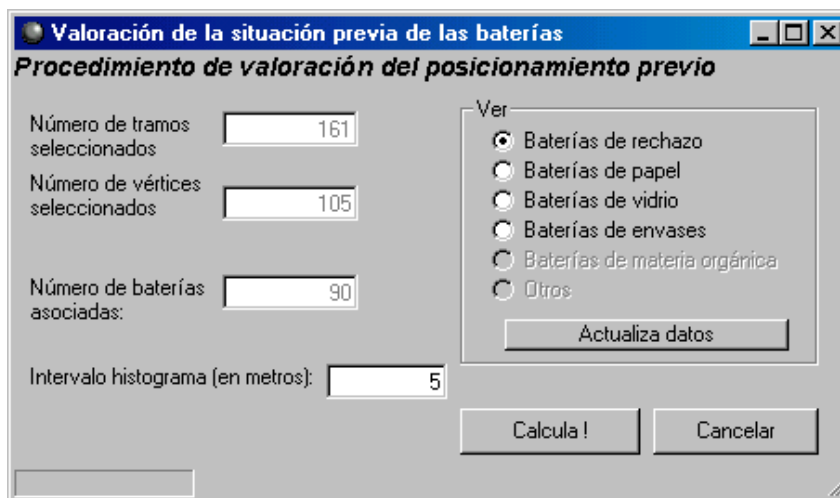 Valoración de la situación previa de las baterías
Procedimiento de valoración del posicionamiento previo
Número de tramos
seleccionados
161
Número de vértices
seleccionados
105
Número de baterías
asociadas:
90
Intervalo histograma (en metros):
5
Ver
Baterías de rechazo
Baterías de papel
Baterías de vidrio
Baterías de envases
Baterías de materia orgánica
Otros
Actualiza datos
Calcula !
Cancelar